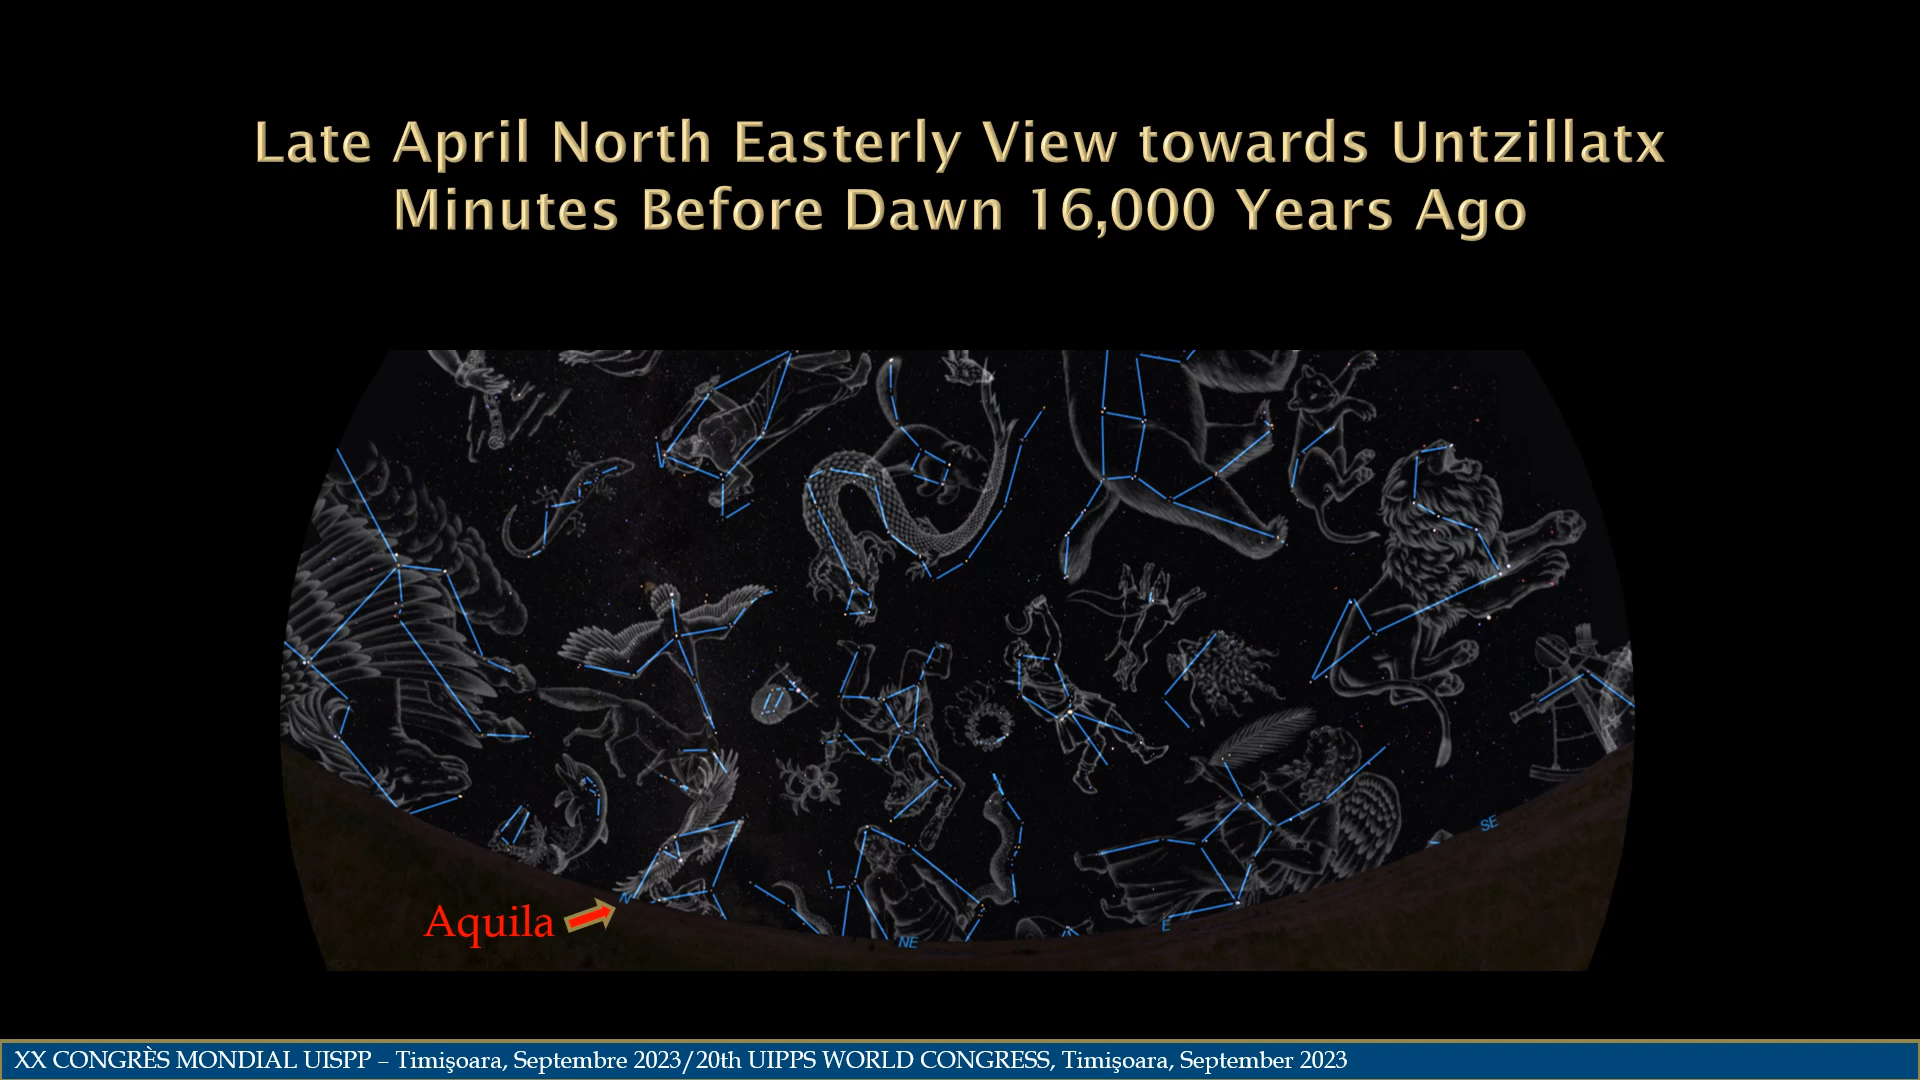 Late April North Easterly View towards Untzillatx
Minutes Before Dawn 16,000 Years Ago
SE
Aquila
N
E
NE
XX CONGRÈS MONDIAL UISPP – Timişoara, Septembre 2023/20th UIPPS WORLD CONGRESS, Timişoara, September 2023